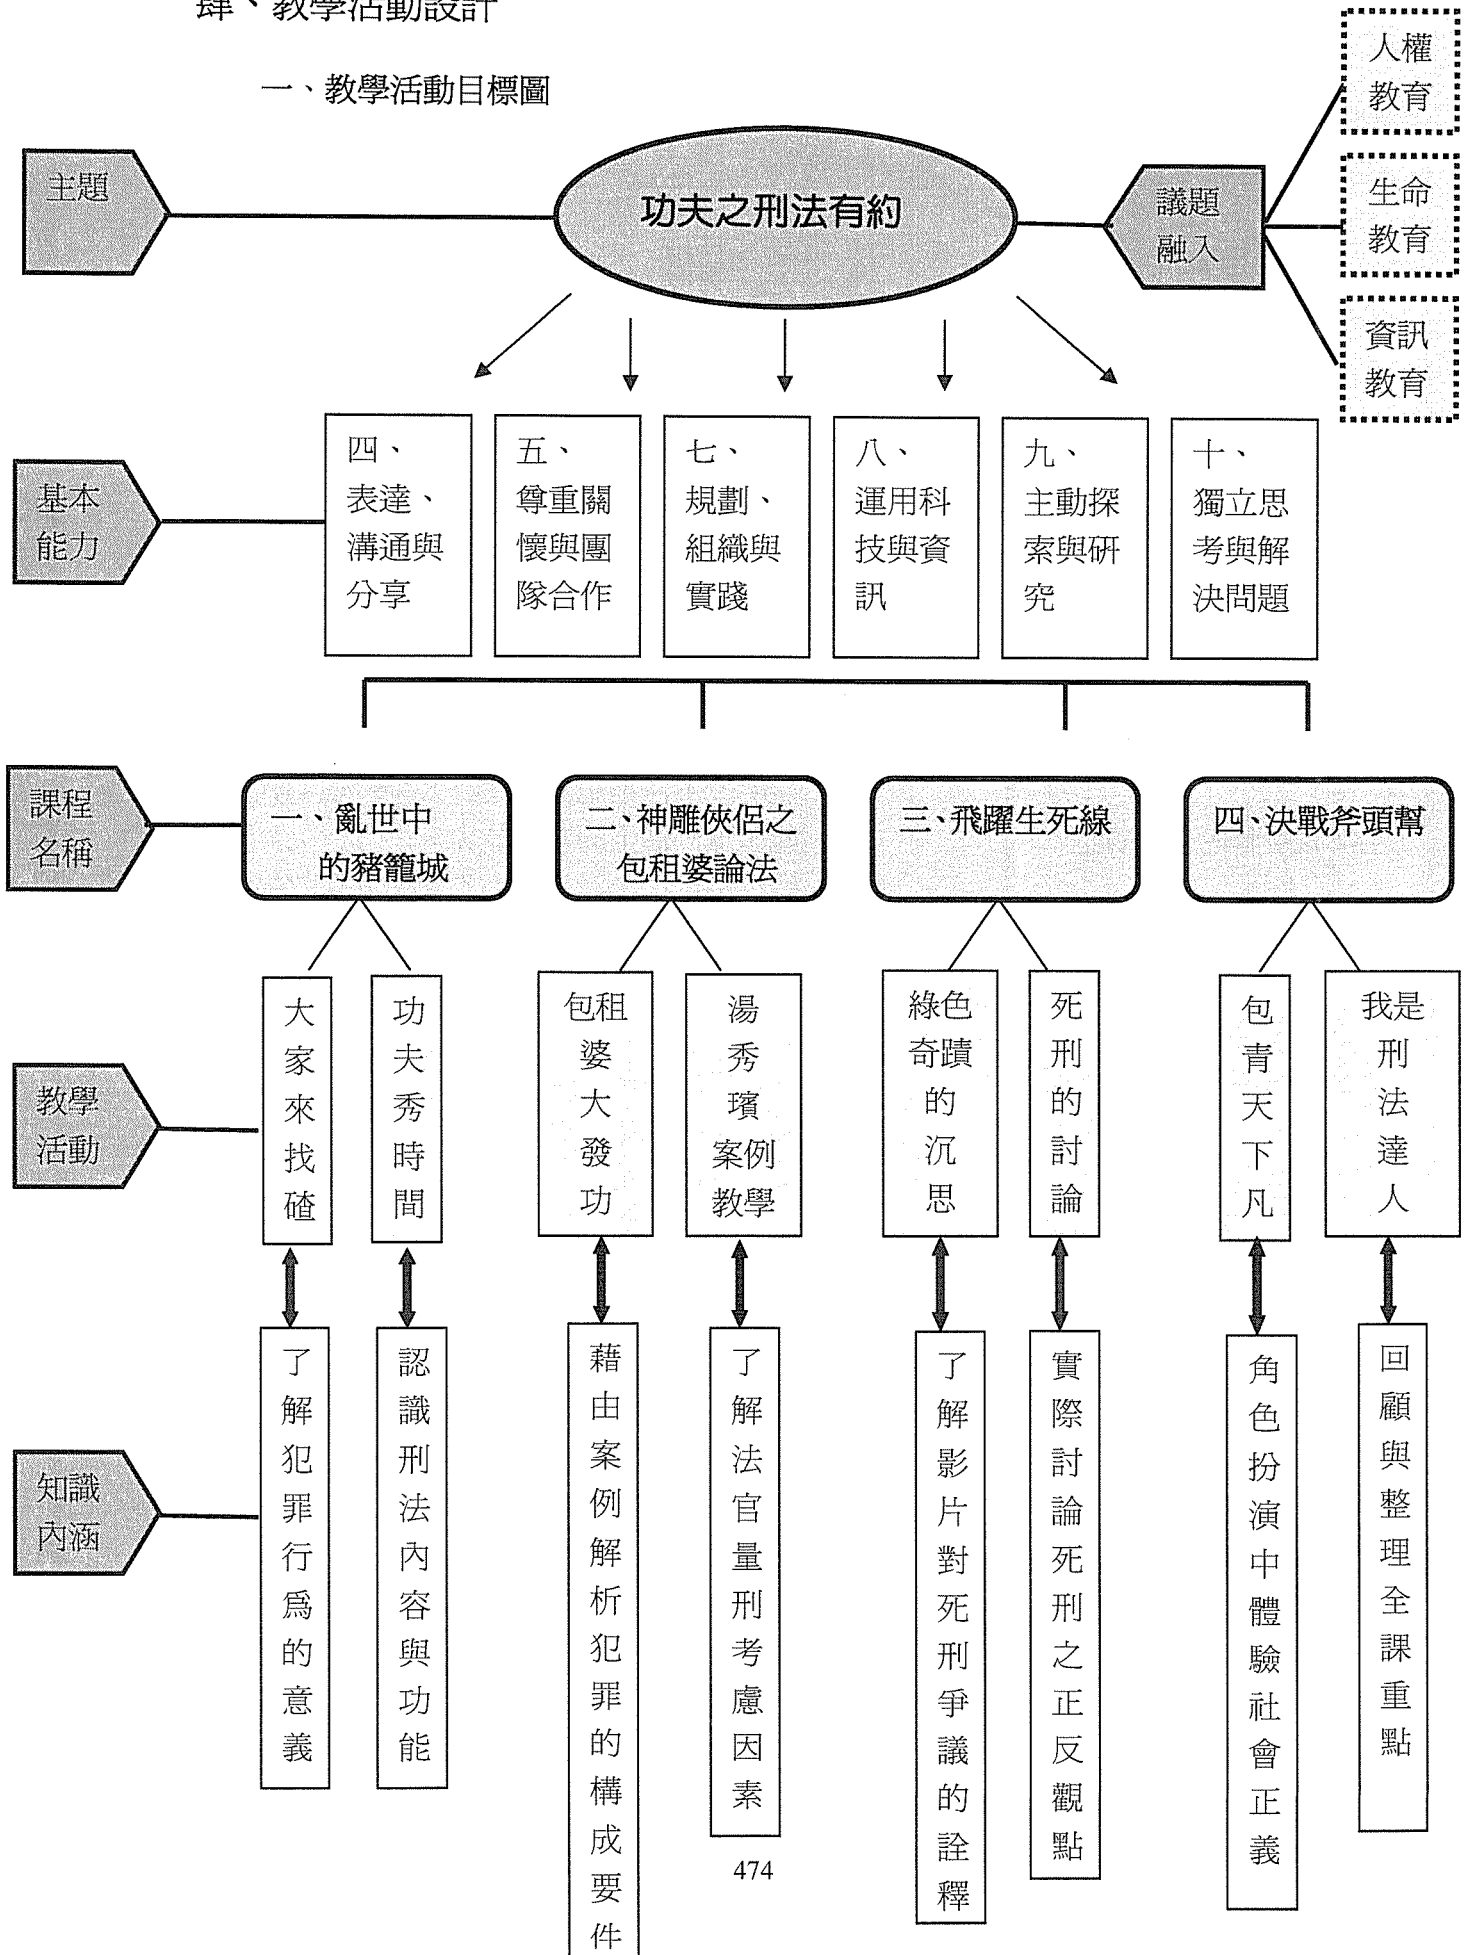 肆、教學活動設計
一、教學活動目標圖
主題
功夫之刑法有約
議題
融入
人權
教育
生命
教育
資訊
教育
基本
能力
四、
表達、
溝通與
分享
五、
尊重關
懷與團
隊合作
七、
規劃、
組織與
實踐
八、
運用科
技與資
訊
九、
主動探
索與研
究
十、
獨立思
考與解
決問題
課程
名稱
一、亂世中
的豬籠城
二、神雕俠侶之
包租婆論法
三、飛躍生死線
四、決戰斧頭幫
教學
活動
大家來找碴
功夫秀時間
包租婆大發功
湯秀璸案例教學
綠色奇蹟的沉思
死刑的討論
包青天下凡
我是刑法達人
知識
內涵
了解犯罪行為的意義
認識刑法內容與功能
藉由案例解析犯罪的構成要件
了解法官量刑考慮因素
了解影片對死刑爭議的詮釋
實際討論死刑之正反觀點
角色扮演中體驗社會正義
回顧與整理全課重點
474